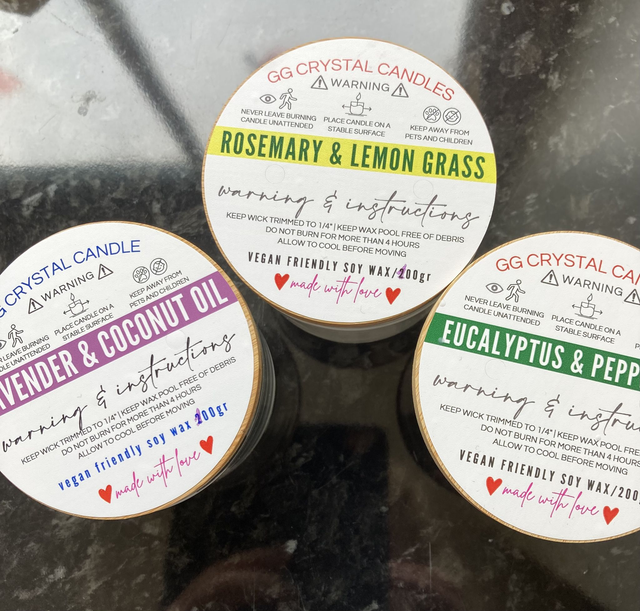 GG CRYSTAL CANDLES
WARNING
NEVER LEAVE BURNING
CANDLE UNATTENDED
PLACE CANDLE ON A
STABLE SURFACE
KEEP AWAY FROM
PETS AND CHILDREN
ROSEMARY & LEMON GRASS
warning & instructions
KEEP WICK TRIMMED TO 1/4" | KEEP WAX POOL FREE OF DEBRIS
DO NOT BURN FOR MORE THAN 4 HOURS
ALLOW TO COOL BEFORE MOVING
VEGAN FRIENDLY SOY WAX/100gr
made with love
G CRYSTAL CANDLE
WARNING
LEAVE BURNING
UNATTENDED
PLACE CANDLE ON A
STABLE SURFACE
KEEP AWAY FROM
PETS AND CHILDREN
VENDER & COCONUT OIL
warning & instructions
KEEP WICK TRIMMED TO 1/4" | KEEP WAX POOL FREE OF DEBRIS
DO NOT BURN FOR MORE THAN 4 HOURS
ALLOW TO COOL BEFORE MOVING
vegan friendly soy wax 100gr
made with love
GG CRYSTAL CAN
WARNING
NEVER LEAVE BURNING
CANDLE UNATTENDED
PLACE CANDLE ON A
STABLE SURFACE
EUCALYPTUS & PEPP
warning & instru
KEEP WICK TRIMMED TO 1/4" | KEEP WAX POOL FREE
DO NOT BURN FOR MORE THAN 4 HOURS
ALLOW TO COOL BEFORE MOVING
VEGAN FRIENDLY SOY WAX/200
made with love